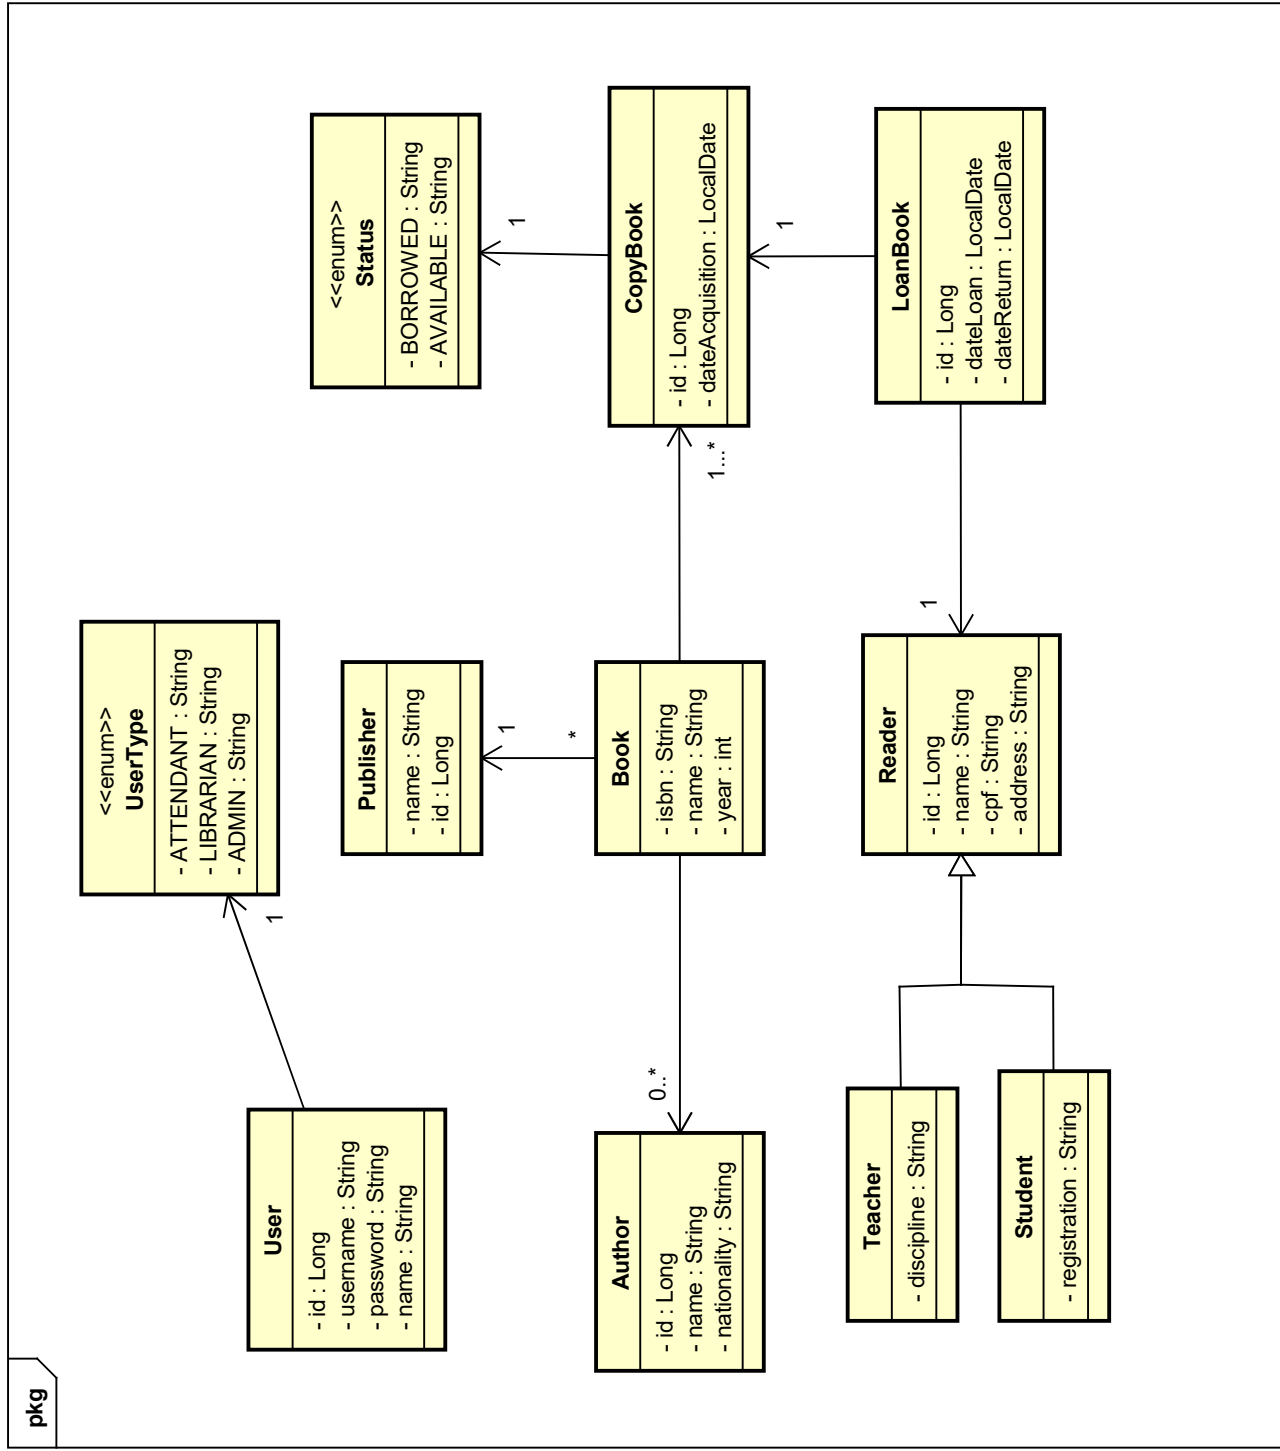 pkg
User
- id : Long
- username : String
- password : String
- name : String
1
<<enum>>
UserType
- ATTENDANT : String
- LIBRARIAN : String
- ADMIN : String
<<enum>>
Status
- BORROWED : String
- AVAILABLE : String
1
Publisher
- name : String
- id : Long
1
*
Author
- id : Long
- name : String
- nationality : String
0..*
Book
- isbn : String
- name : String
- year : int
1...*
CopyBook
- id : Long
- dateAcquisition : LocalDate
1
Teacher
- discipline : String
Student
- registration : String
Reader
- id : Long
- name : String
- cpf : String
- address : String
1
LoanBook
- id : Long
- dateLoan : LocalDate
- dateReturn : LocalDate